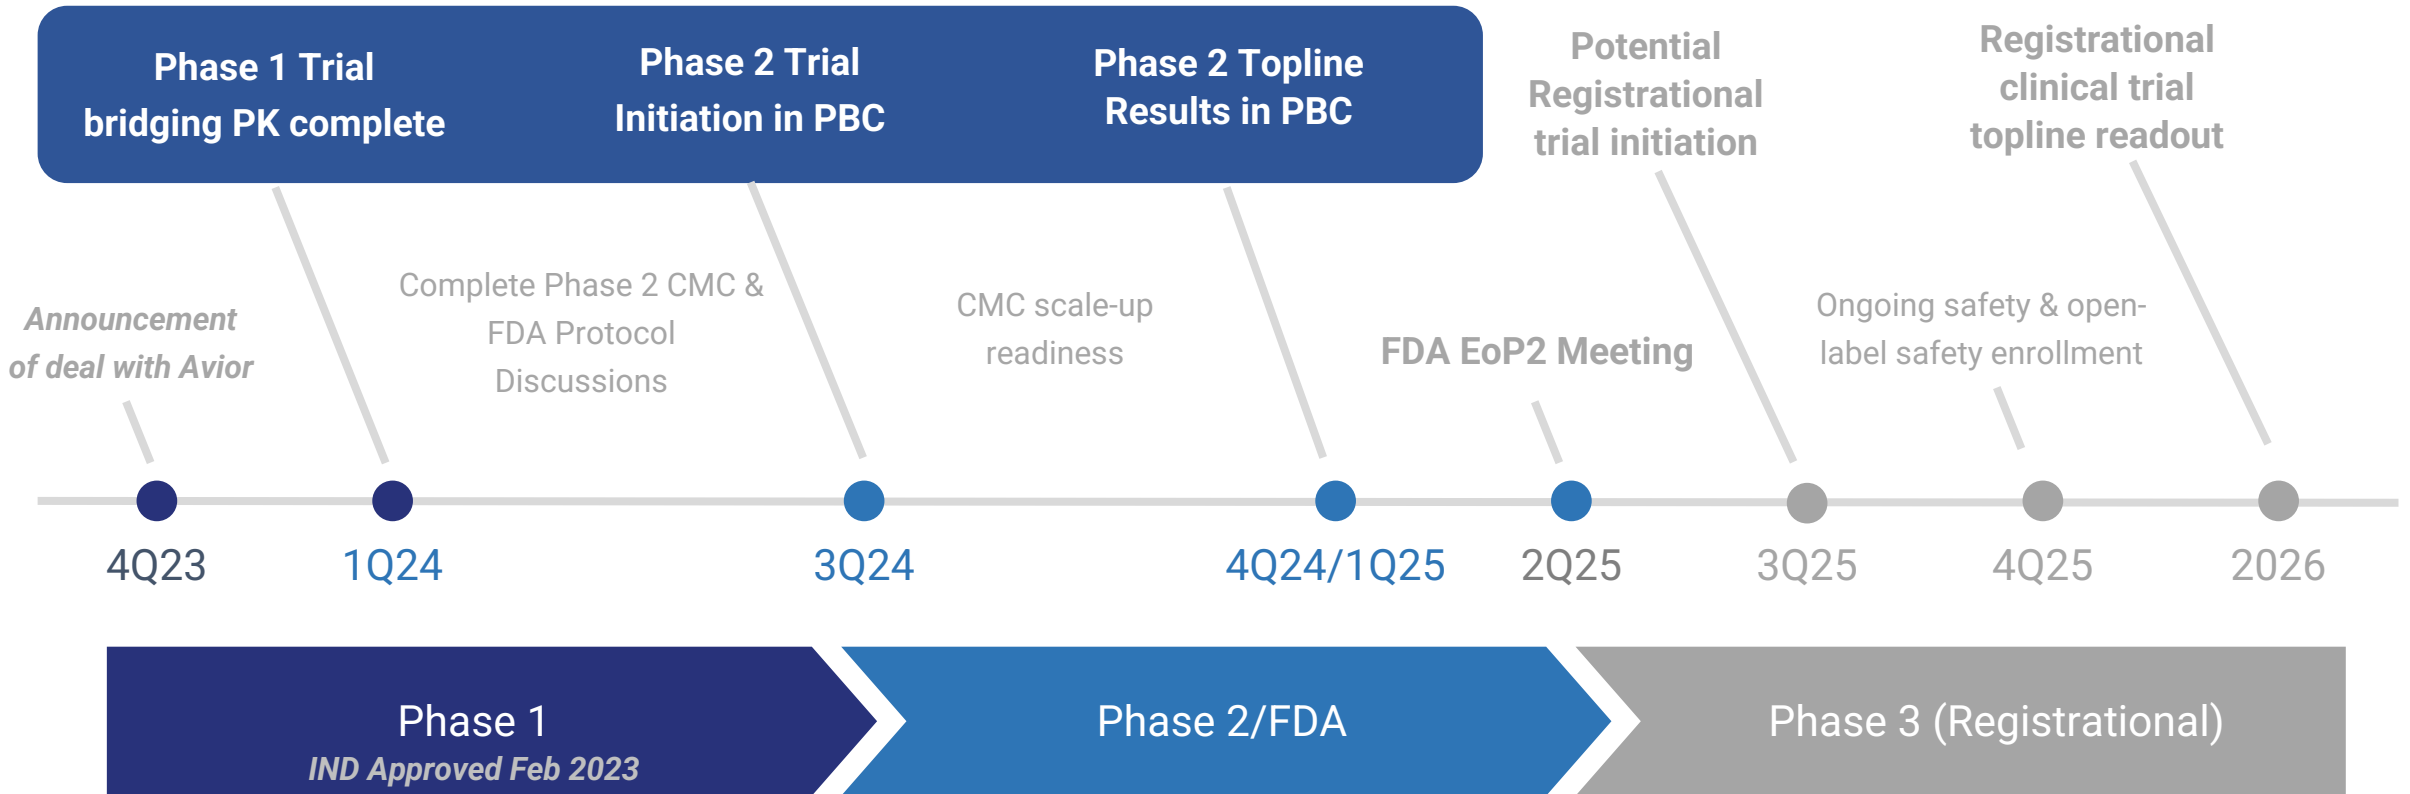 Phase 1 Trial
bridging PK complete
Phase 2 Trial
Initiation in PBC
Phase 2 Topline
Results in PBC
Potential
Registrational
trial initiation
Registrational
clinical trial
topline readout
Announcement
of deal with Avior
Complete Phase 2 CMC &
FDA Protocol
Discussions
CMC scale-up
readiness
FDA EoP2 Meeting
Ongoing safety & open-
label safety enrollment
4Q23
1Q24
3Q24
4Q24/1Q25
2Q25
3Q25
4Q25
2026
Phase 1
IND Approved Feb 2023
Phase 2/FDA
Phase 3 (Registrational)